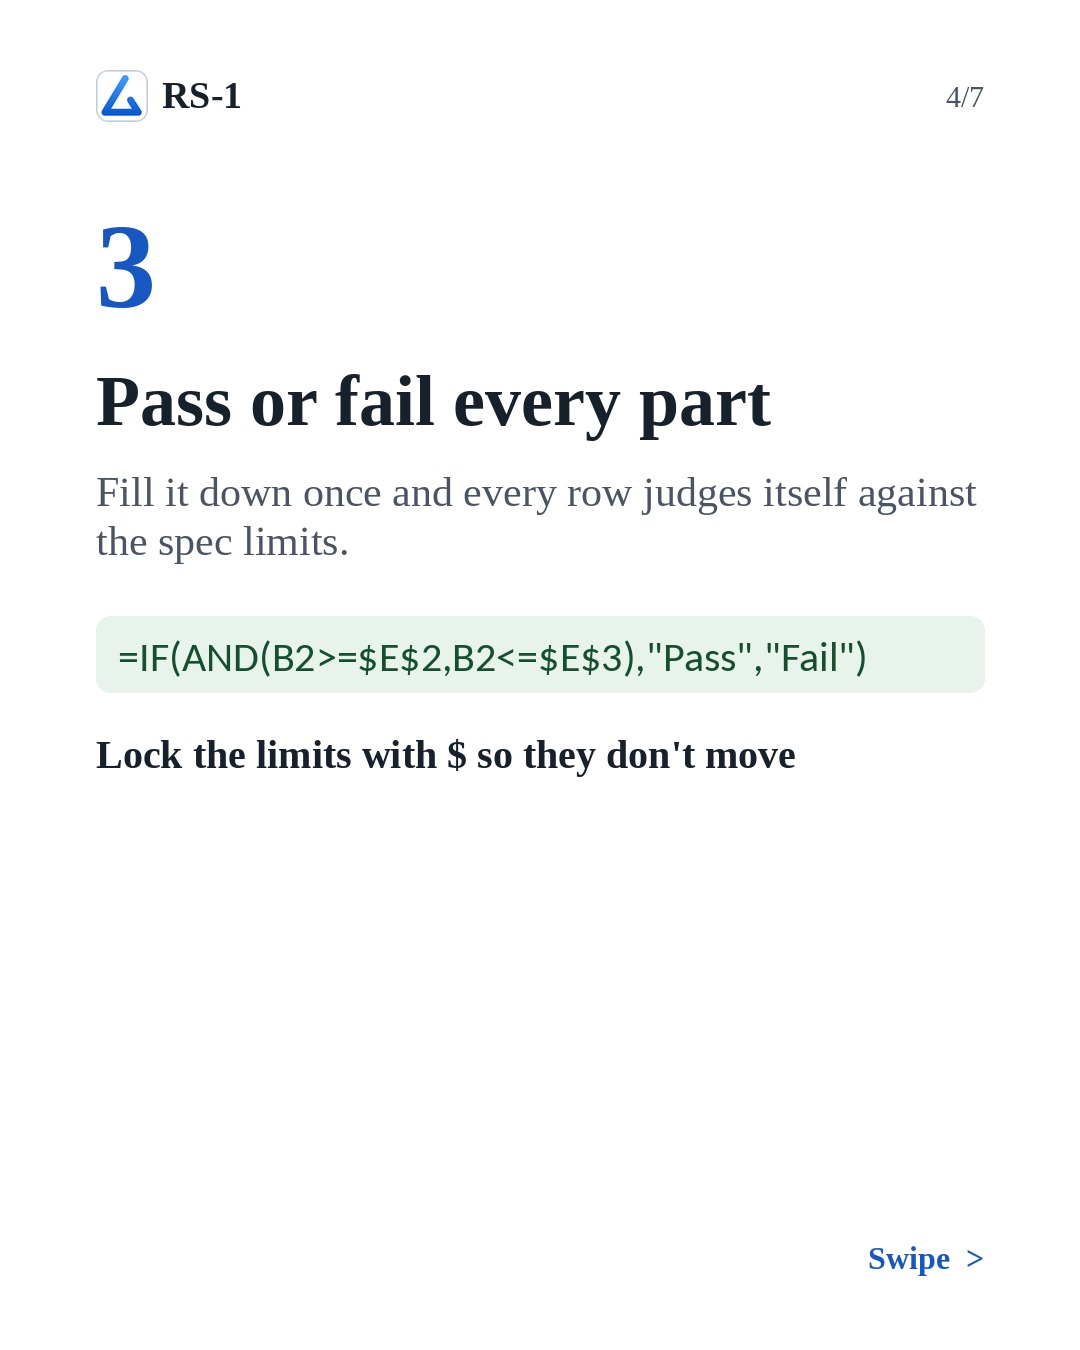 RS-1
4/7
3
Pass or fail every part
Fill it down once and every row judges itself against
the spec limits.
=IF(AND(B2>=$E$2,B2<=$E$3),"Pass","Fail")
Lock the limits with $ so they don't move
Swipe >